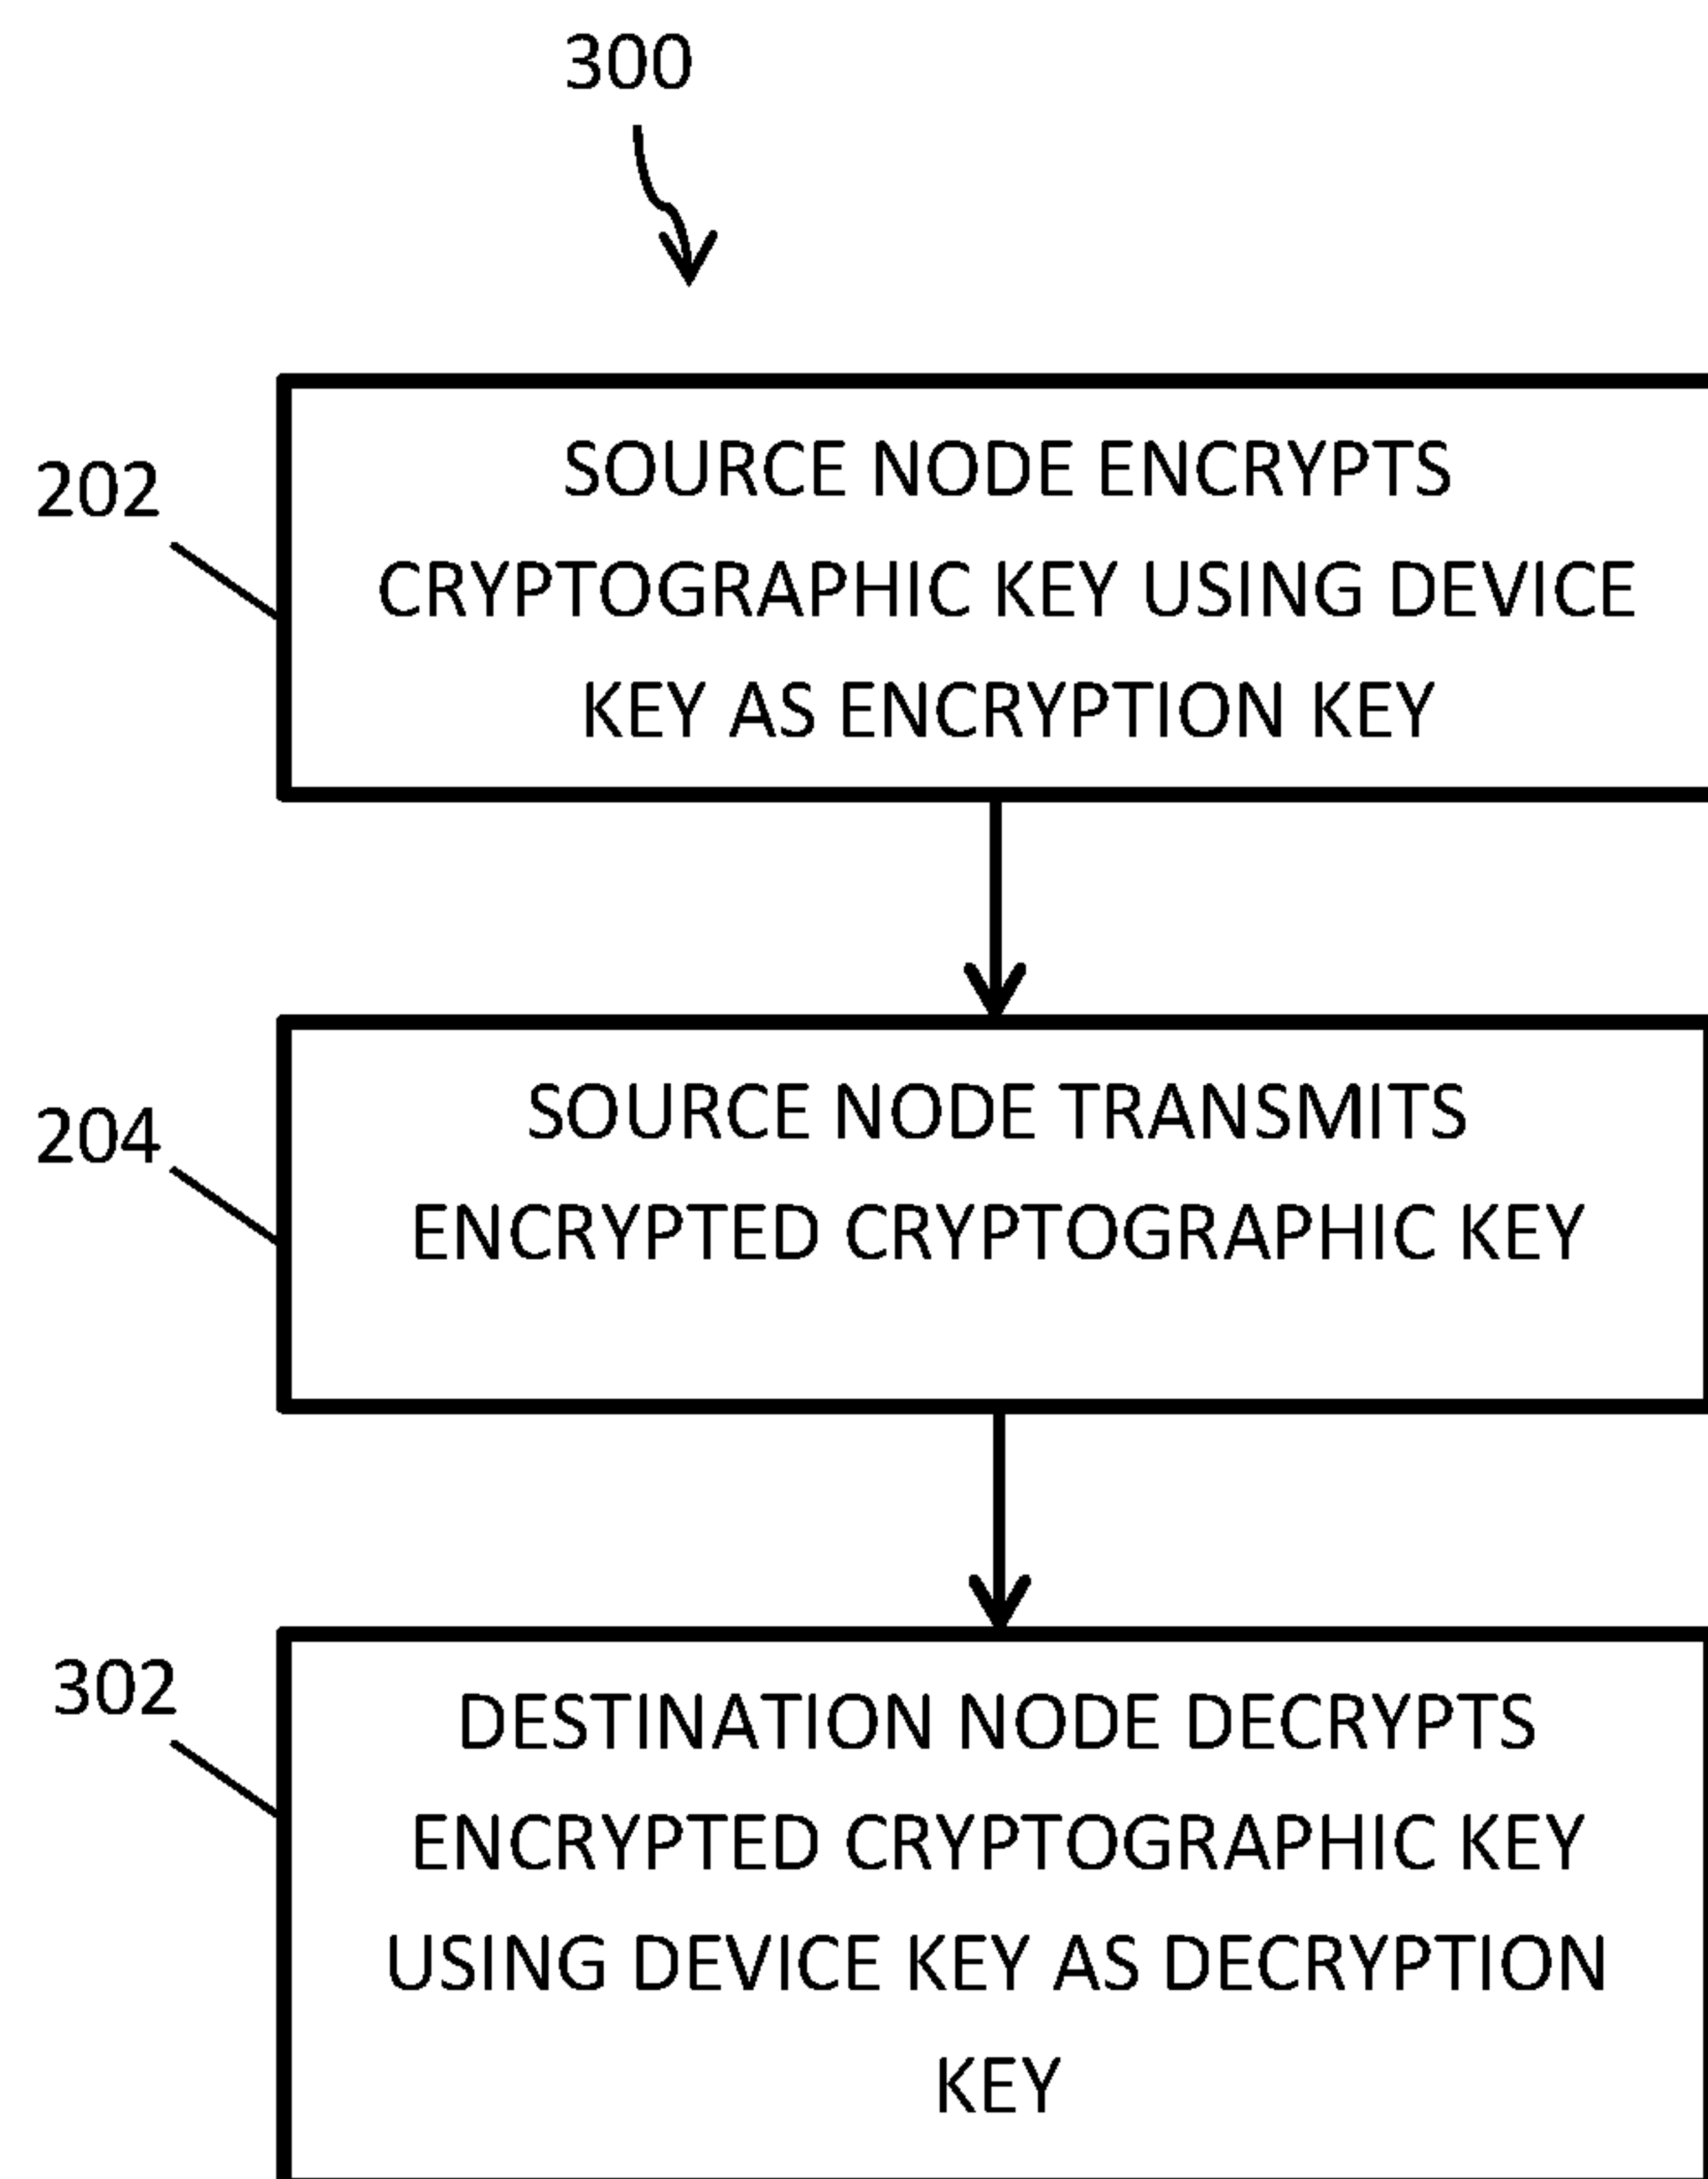 300
202
SOURCE NODE ENCRYPTS
CRYPTOGRAPHIC KEY USING DEVICE
KEY AS ENCRYPTION KEY
204
SOURCE NODE TRANSMITS
ENCRYPTED CRYPTOGRAPHIC KEY
302
DESTINATION NODE DECRYPTS
ENCRYPTED CRYPTOGRAPHIC KEY
USING DEVICE KEY AS DECRYPTION
KEY